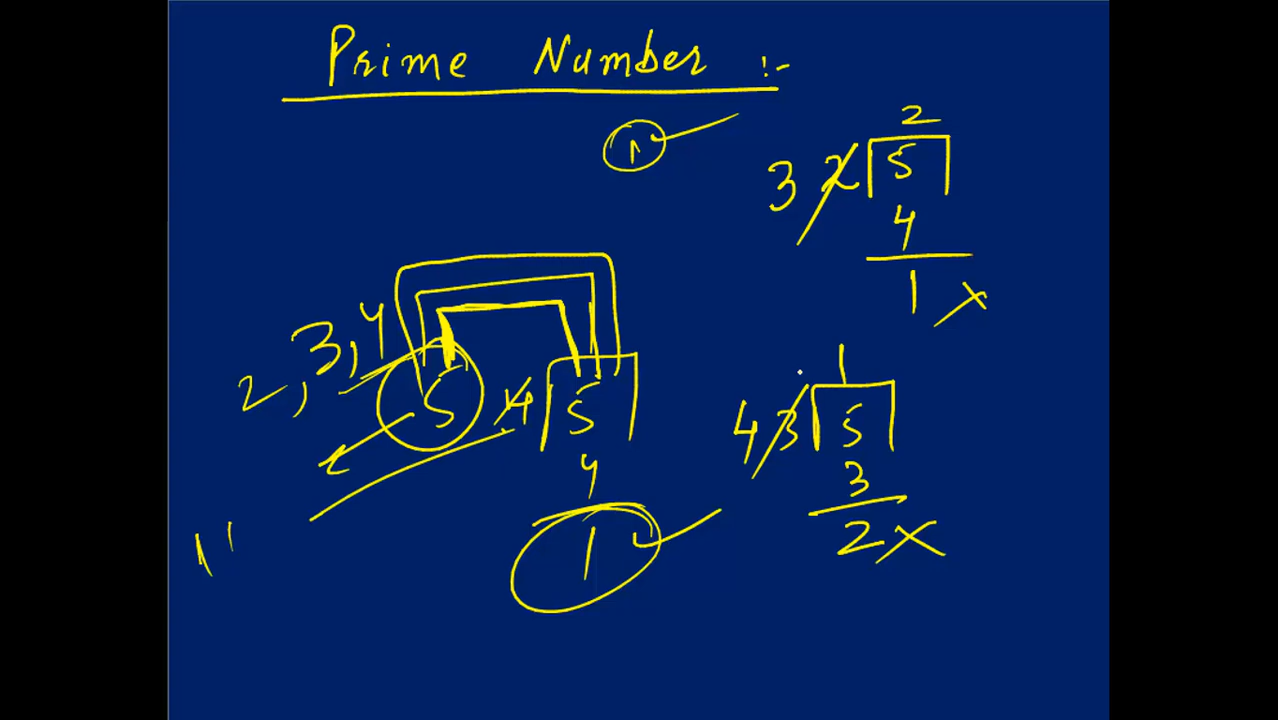 Prime Number :-
1
2
3 2 5
4
1 x
2, 3, 4
5 4 5
4
1
1
4 3 5
3
2 x